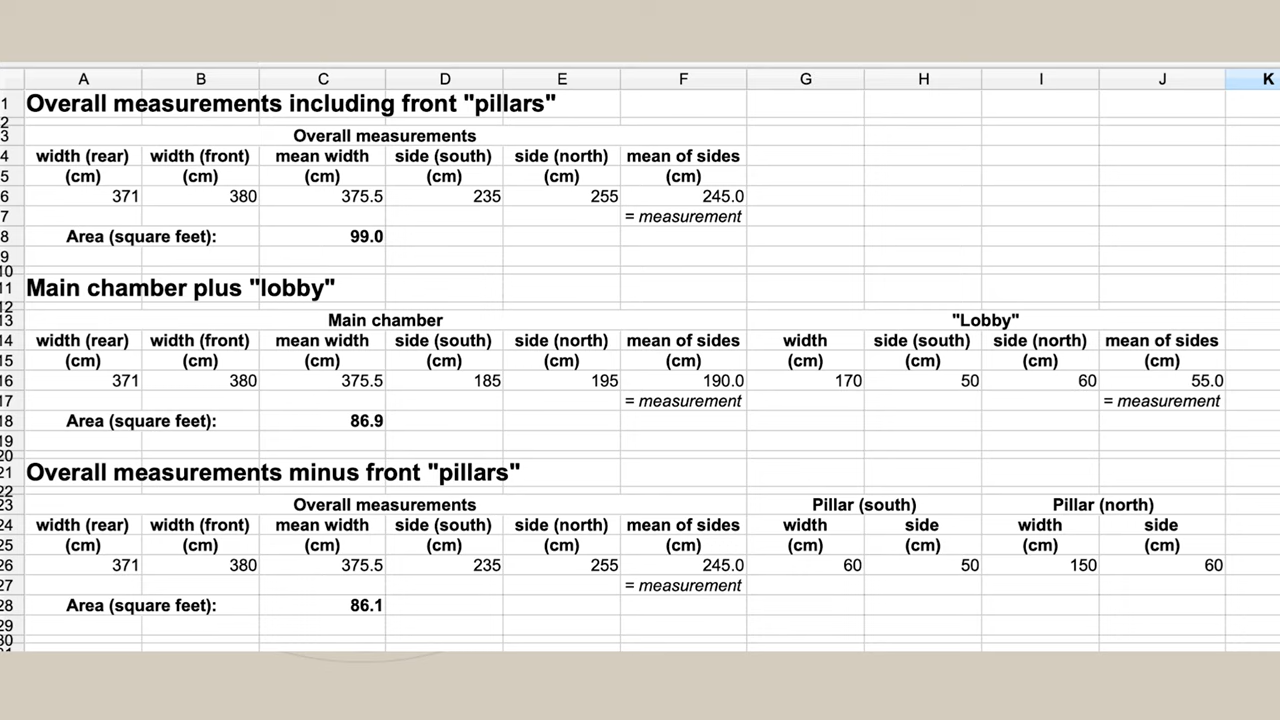 A B C D E F G H I J K
1 Overall measurements including front "pillars"
2
3 Overall measurements
4 width (rear) width (front) mean width side (south) side (north) mean of sides
5 (cm) (cm) (cm) (cm) (cm) (cm)
6 371 380 375.5 235 255 245.0
7 = measurement
8 Area (square feet): 99.0
9
10
11 Main chamber plus "lobby"
12
13 Main chamber "Lobby"
14 width (rear) width (front) mean width side (south) side (north) mean of sides width side (south) side (north) mean of sides
15 (cm) (cm) (cm) (cm) (cm) (cm) (cm) (cm) (cm) (cm)
16 371 380 375.5 185 195 190.0 170 50 60 55.0
17 = measurement = measurement
18 Area (square feet): 86.9
19
20
21 Overall measurements minus front "pillars"
22
23 Overall measurements Pillar (south) Pillar (north)
24 width (rear) width (front) mean width side (south) side (north) mean of sides width side width side
25 (cm) (cm) (cm) (cm) (cm) (cm) (cm) (cm) (cm) (cm)
26 371 380 375.5 235 255 245.0 60 50 150 60
27 = measurement
28 Area (square feet): 86.1
29
30